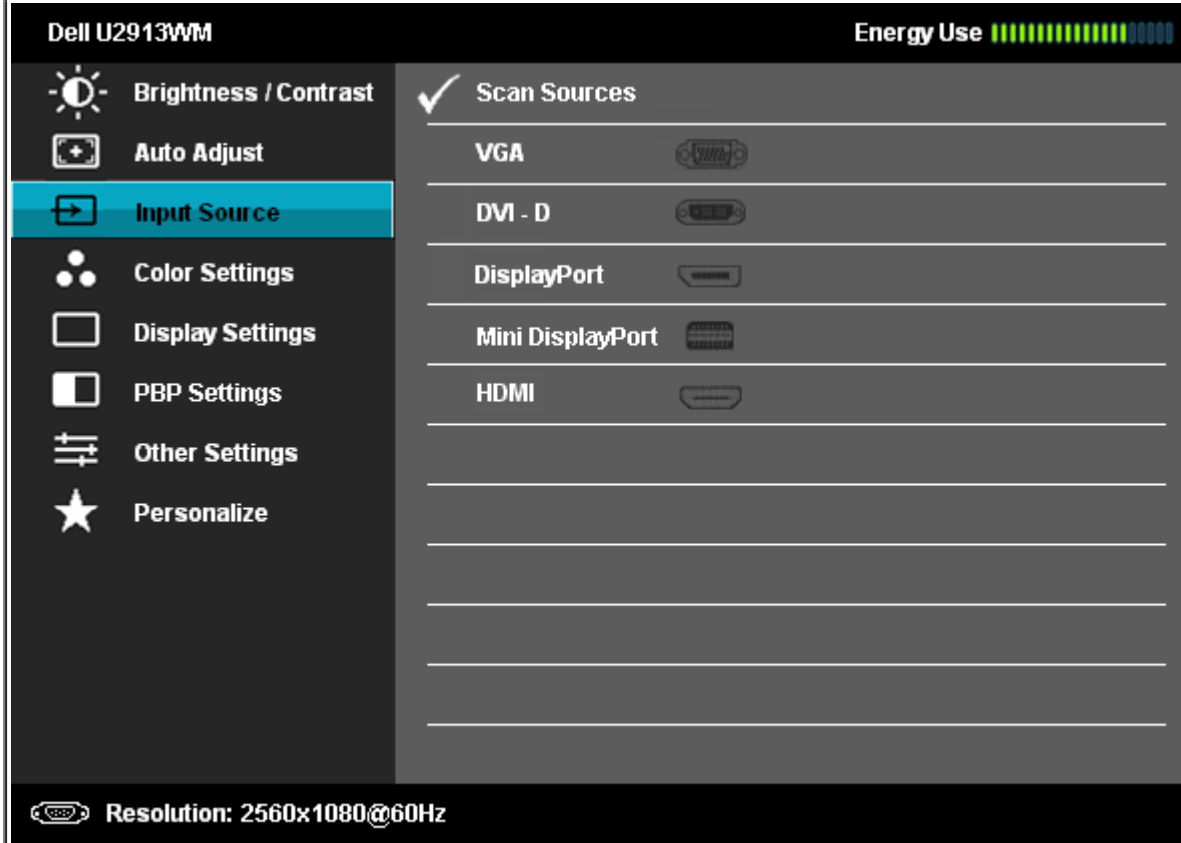 Dell U2913WM
Energy Use
Brightness / Contrast
Auto Adjust
Input Source
Color Settings
Display Settings
PBP Settings
Other Settings
Personalize
Scan Sources
VGA
DVI - D
DisplayPort
Mini DisplayPort
HDMI
Resolution: 2560x1080@60Hz